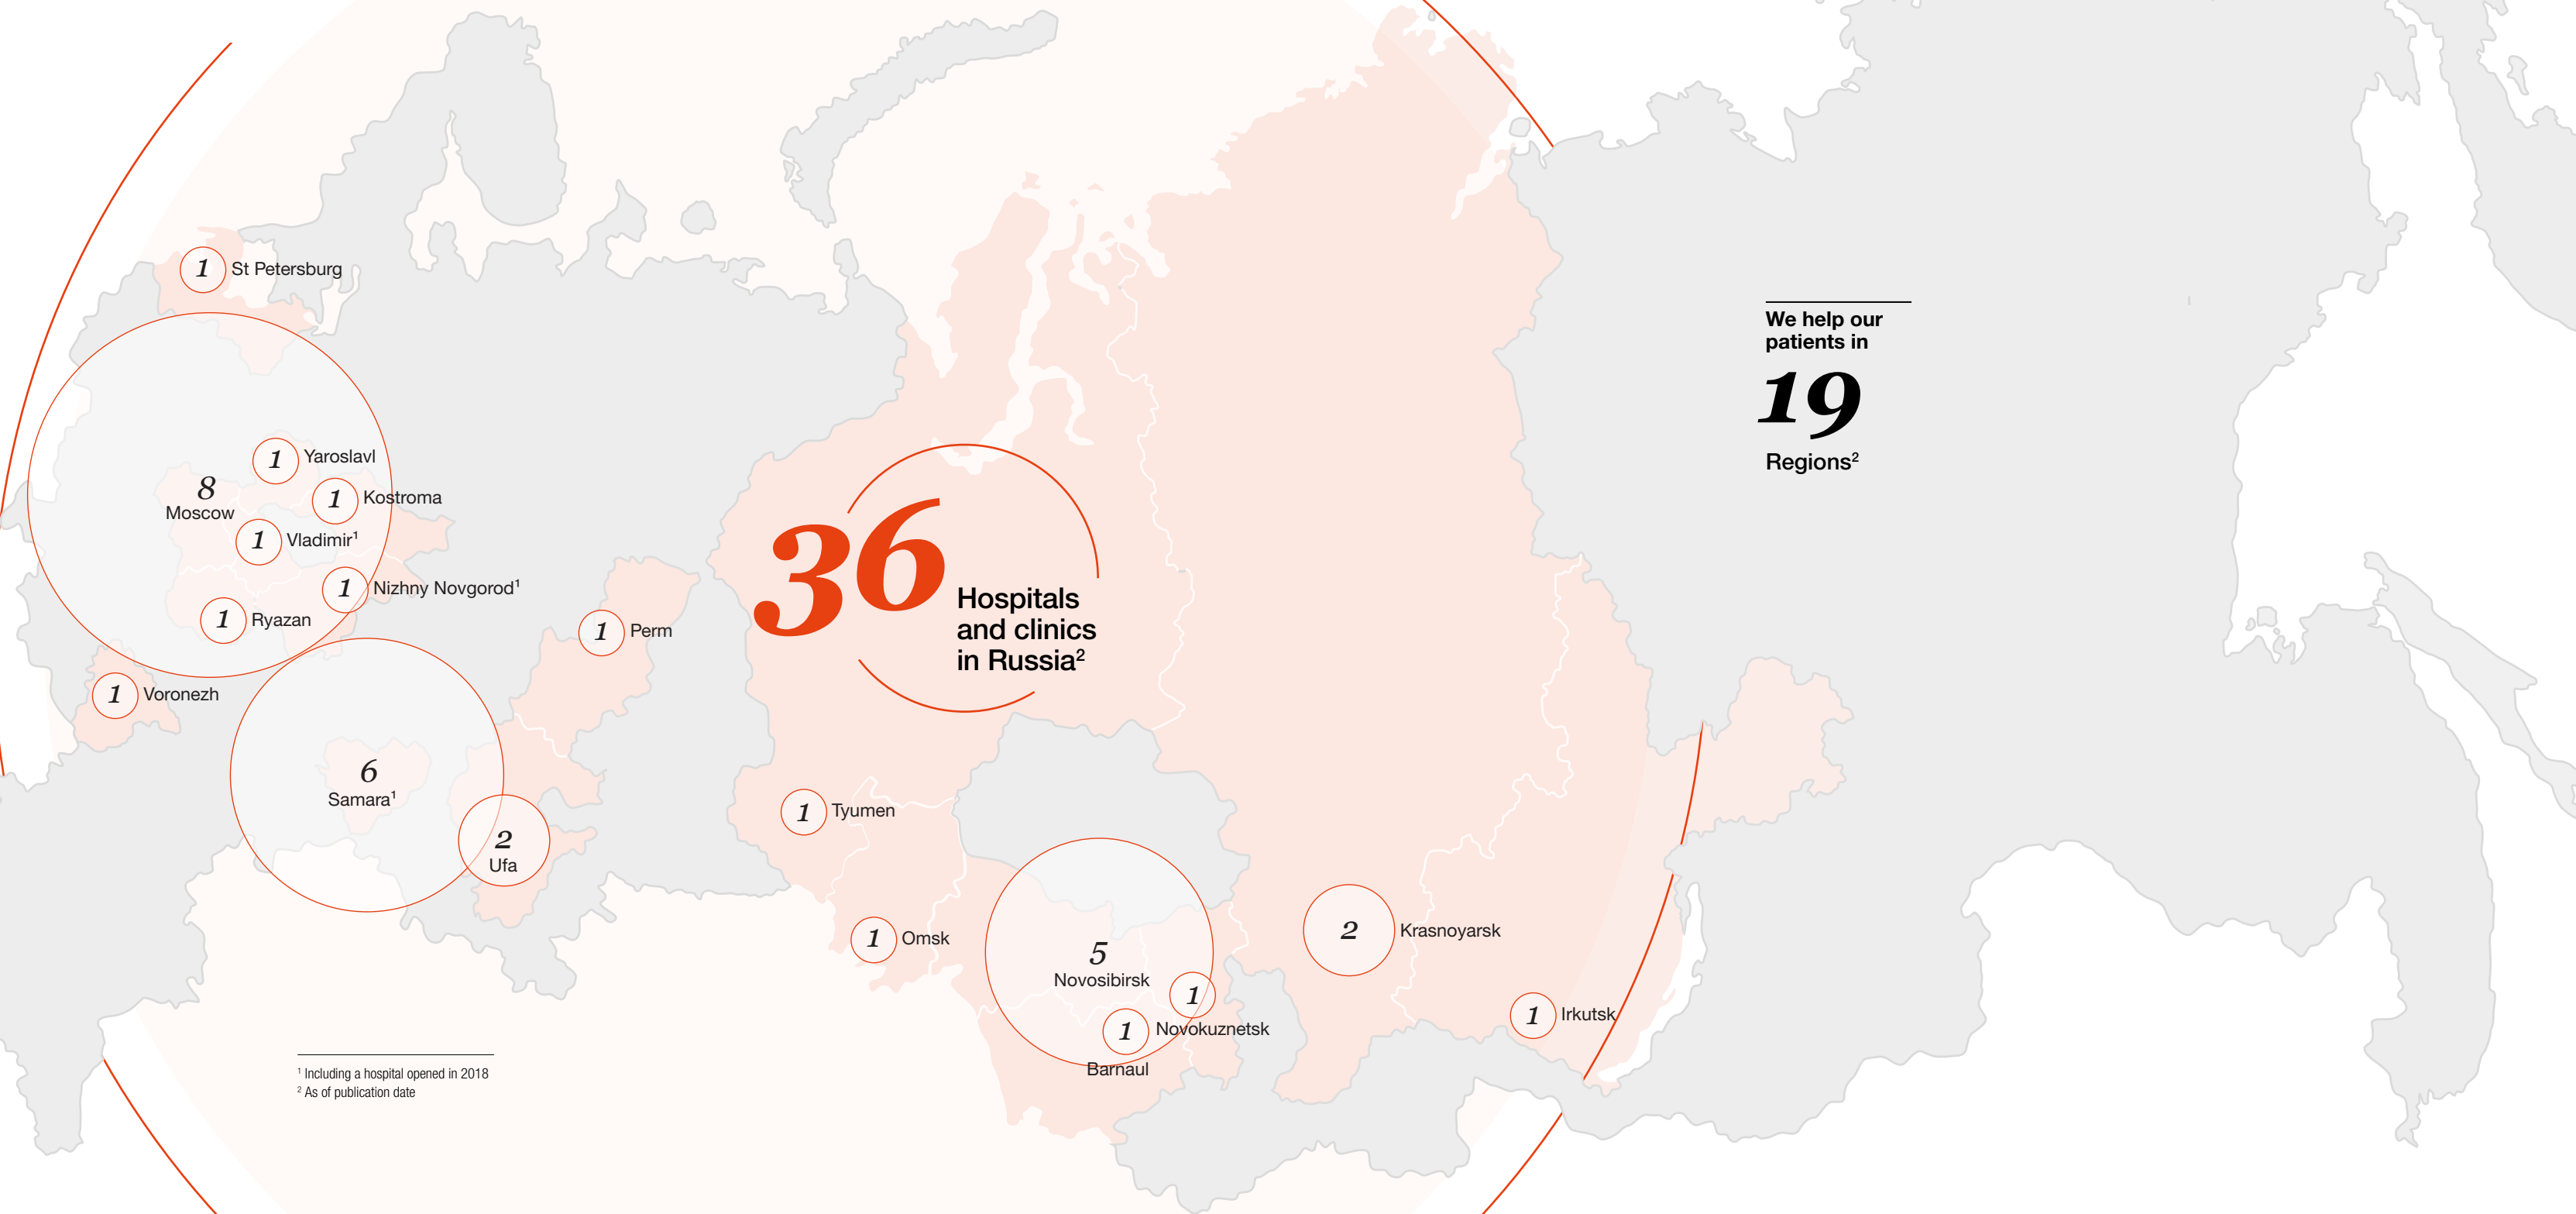 1 St Petersburg
We help our
patients in
19
Regions²
1 Yaroslavl
8
Moscow
1 Kostroma
1 Vladimir¹
1 Nizhny Novgorod¹
1 Ryazan
36
Hospitals
and clinics
in Russia²
1 Perm
1 Voronezh
6
Samara¹
2
Ufa
1 Tyumen
1 Omsk
5
Novosibirsk
2 Krasnoyarsk
1
Novokuznetsk
1
Barnaul
1 Irkutsk
¹ Including a hospital opened in 2018
² As of publication date